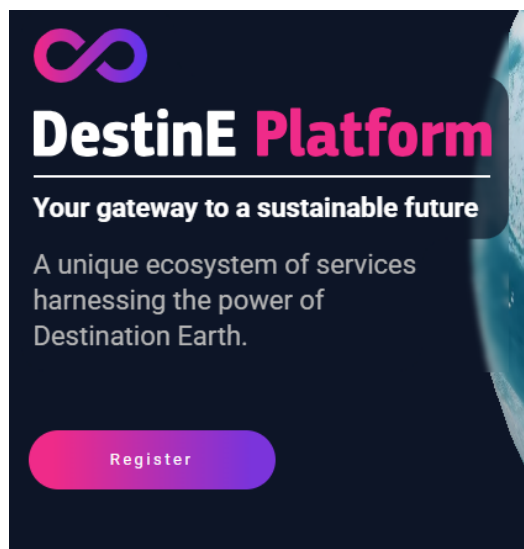 DestinE Platform
Your gateway to a sustainable future
A unique ecosystem of services
harnessing the power of
Destination Earth.
Register